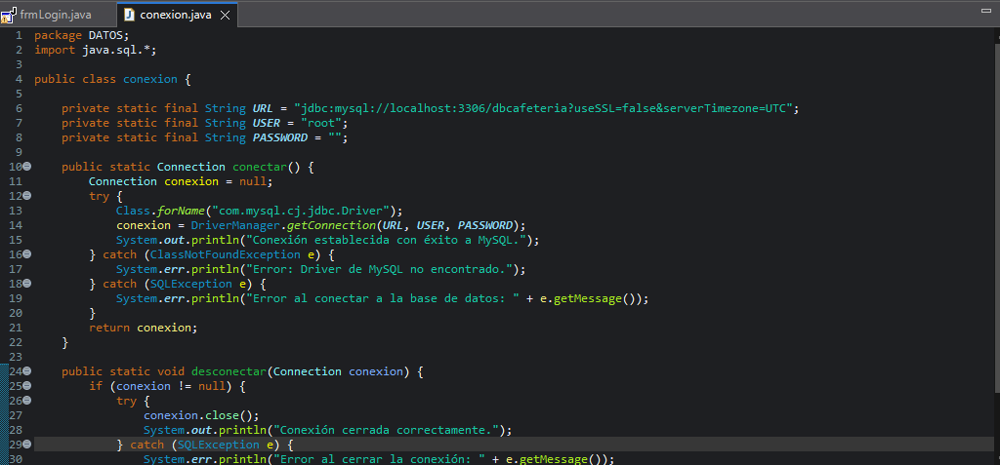 frmLogin.java
conexion.java
1 package DATOS;
2 import java.sql.*;
3
4 public class conexion {
5
6     private static final String URL = "jdbc:mysql://localhost:3306/dbcafeteria?useSSL=false&serverTimezone=UTC";
7     private static final String USER = "root";
8     private static final String PASSWORD = "";
9
10     public static Connection conectar() {
11         Connection conexion = null;
12         try {
13             Class.forName("com.mysql.cj.jdbc.Driver");
14             conexion = DriverManager.getConnection(URL, USER, PASSWORD);
15             System.out.println("Conexión establecida con éxito a MySQL.");
16         } catch (ClassNotFoundException e) {
17             System.err.println("Error: Driver de MySQL no encontrado.");
18         } catch (SQLException e) {
19             System.err.println("Error al conectar a la base de datos: " + e.getMessage());
20         }
21         return conexion;
22     }
23
24     public static void desconectar(Connection conexion) {
25         if (conexion != null) {
26             try {
27                 conexion.close();
28                 System.out.println("Conexión cerrada correctamente.");
29             } catch (SQLException e) {
30                 System.err.println("Error al cerrar la conexión: " + e.getMessage());